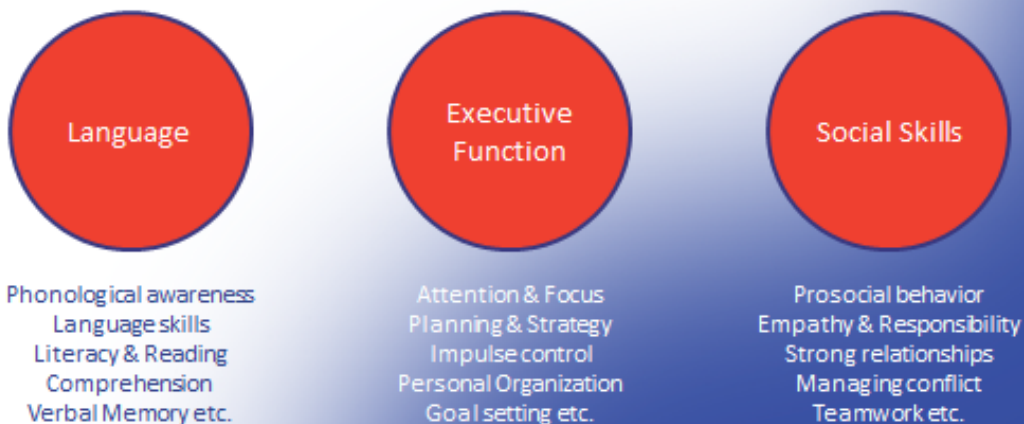 Language
Executive
Function
Social Skills
Phonological awareness
Language skills
Literacy & Reading
Comprehension
Verbal Memory etc.
Attention & Focus
Planning & Strategy
Impulse control
Personal Organization
Goal setting etc.
Prosocial behavior
Empathy & Responsibility
Strong relationships
Managing conflict
Teamwork etc.